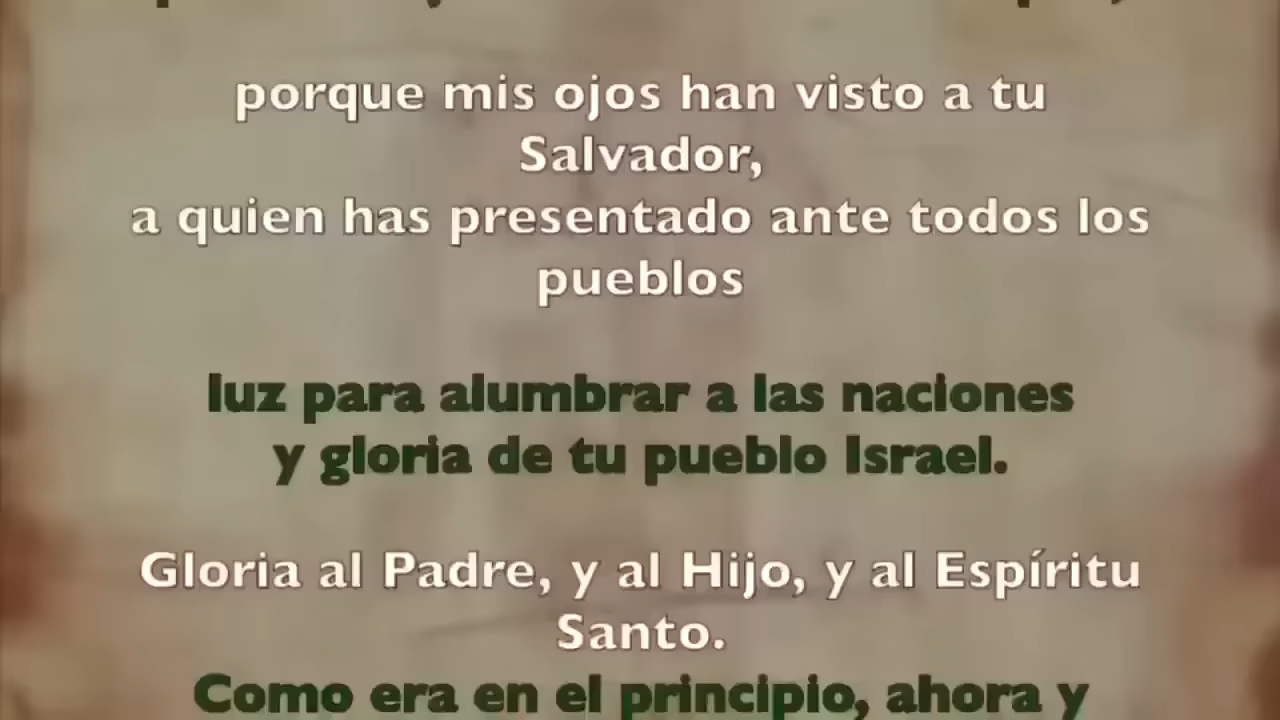 porque mis ojos han visto a tu
Salvador,
a quien has presentado ante todos los
pueblos
luz para alumbrar a las naciones
y gloria de tu pueblo Israel.
Gloria al Padre, y al Hijo, y al Espíritu
Santo.
Como era en el principio, ahora y